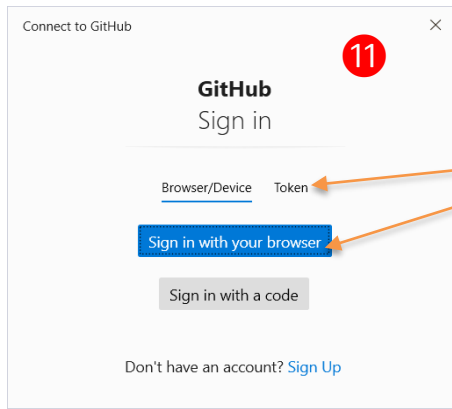 Connect to GitHub
11
GitHub
Sign in
Browser/Device Token
Sign in with your browser
Sign in with a code
Don't have an account? Sign Up